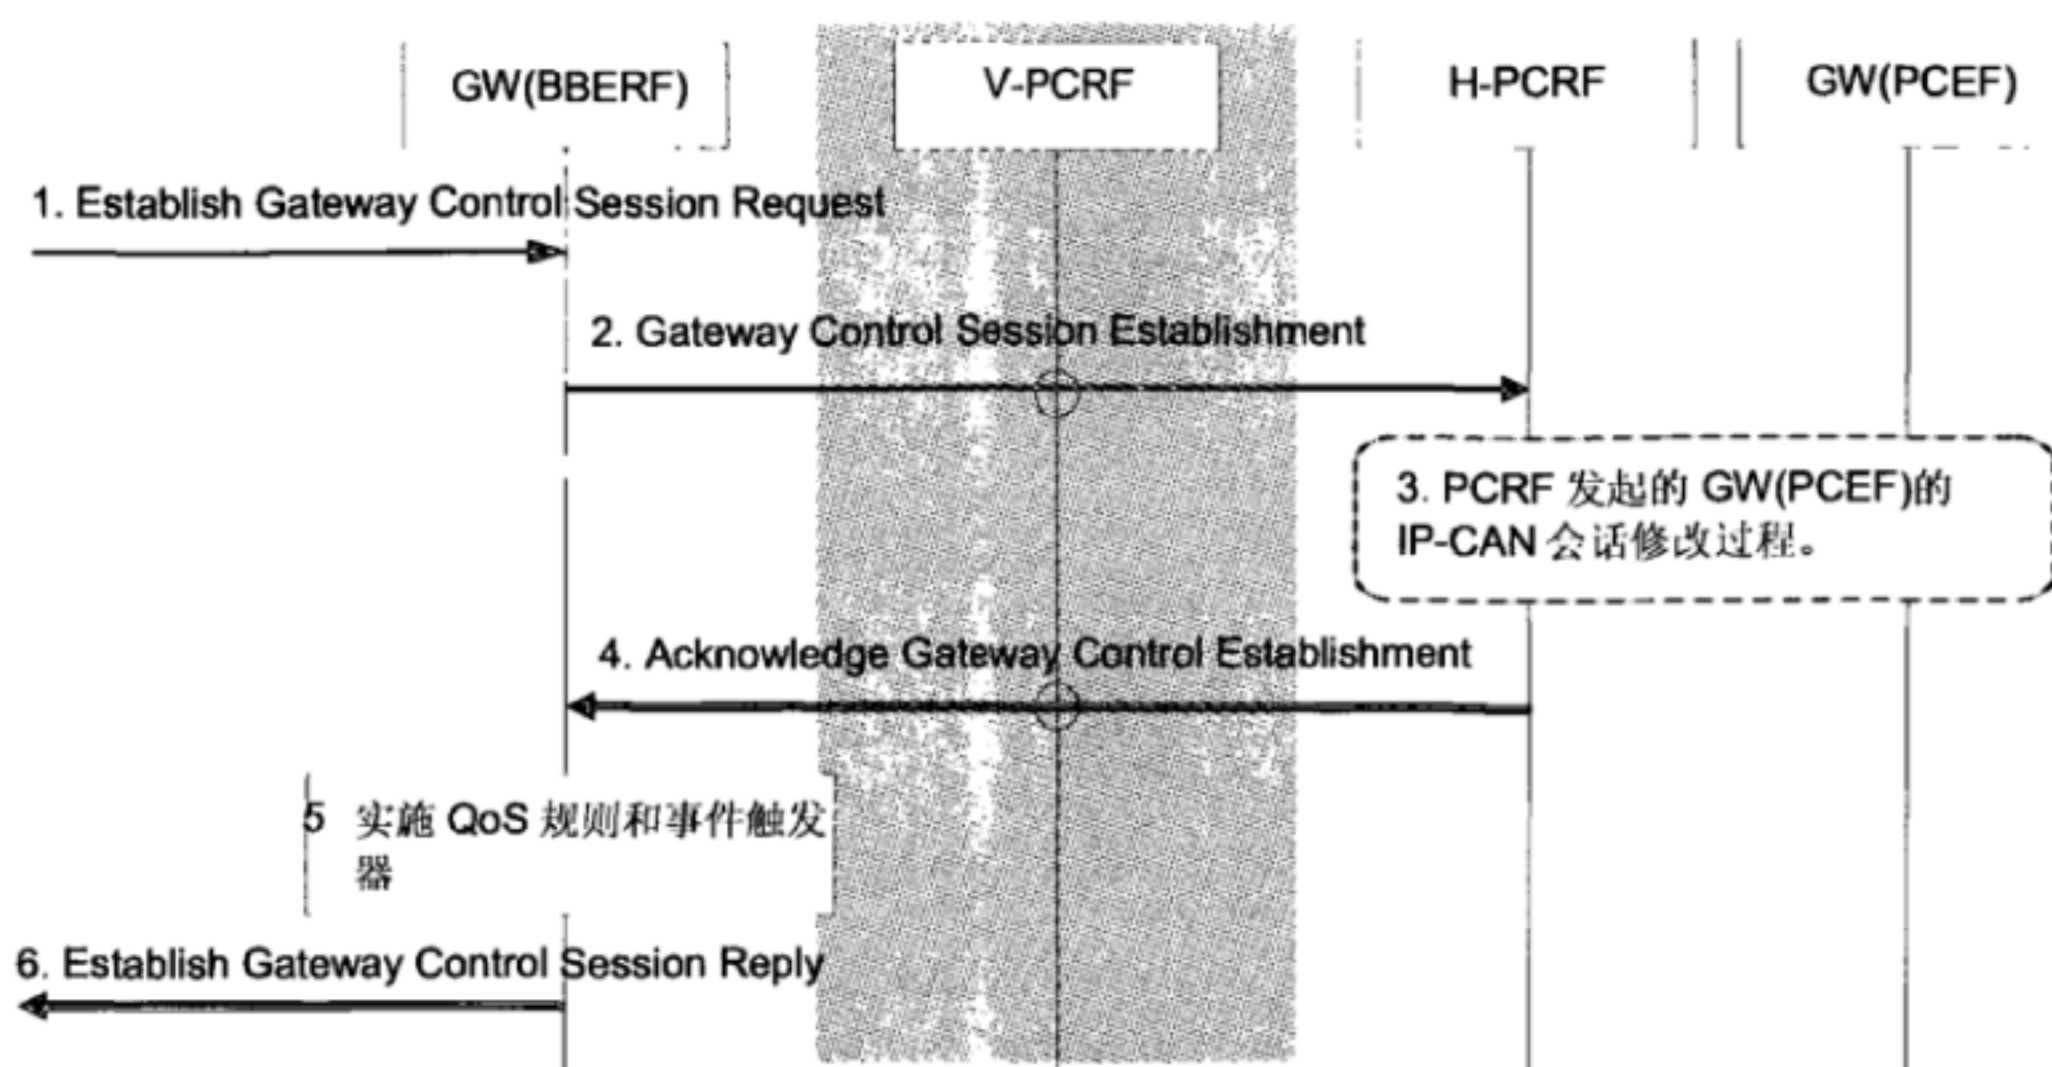 GW(BBERF)
V-PCRF
H-PCRF
GW(PCEF)
1. Establish Gateway Control Session Request
2. Gateway Control Session Establishment
3. PCRF 发起的 GW(PCEF)的
IP-CAN 会话修改过程。
4. Acknowledge Gateway Control Establishment
5 实施 QoS 规则和事件触发
器
6. Establish Gateway Control Session Reply